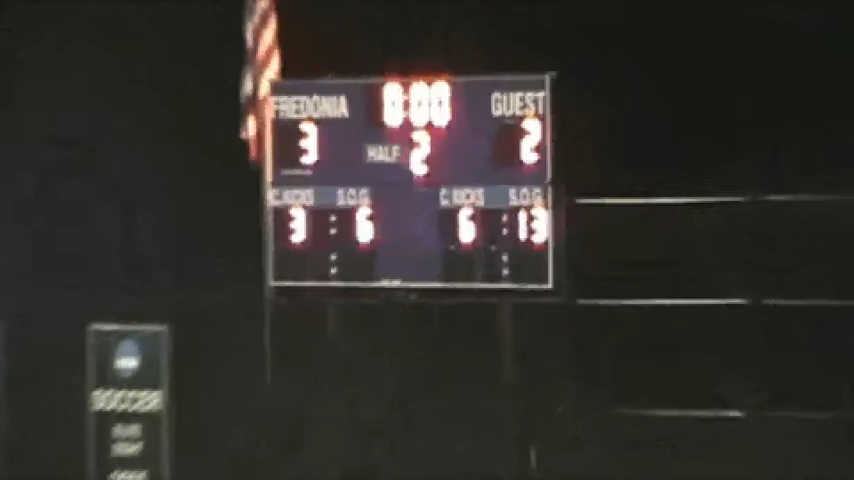 FREDONIA 0:00 GUEST
3 HALF 2 2
C.KICKS S.O.G. C.KICKS S.O.G.
3 : 6 6 : 13
: :
SOCCER